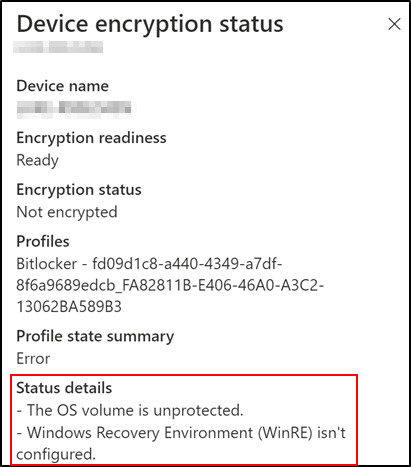 Device encryption status
Device name
Encryption readiness
Ready
Encryption status
Not encrypted
Profiles
Bitlocker - fd09d1c8-a440-4349-a7df-
8f6a9689edcb_FA82811B-E406-46A0-A3C2-
13062BA589B3
Profile state summary
Error
Status details
- The OS volume is unprotected.
- Windows Recovery Environment (WinRE) isn't
configured.